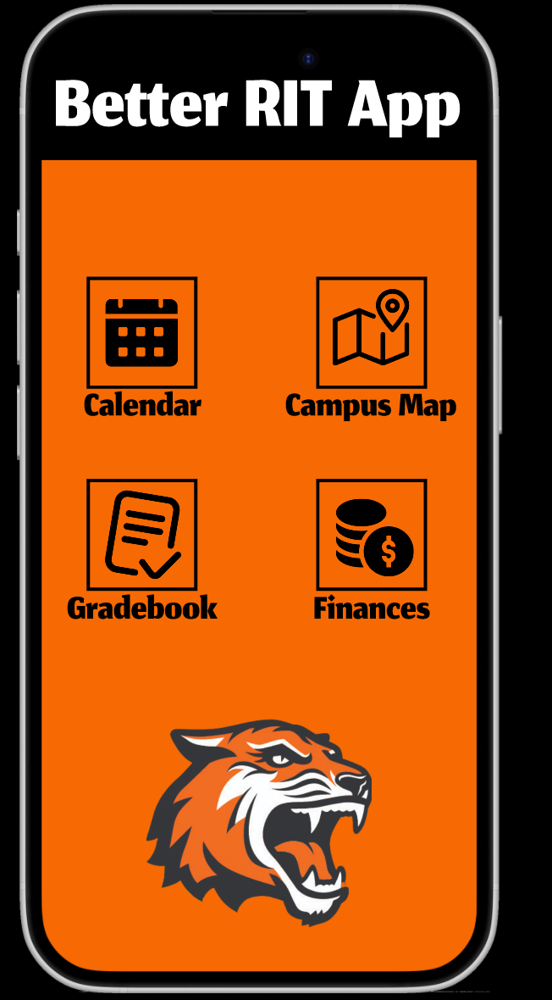 Better RIT App
Calendar
Campus Map
Gradebook
$
Finances